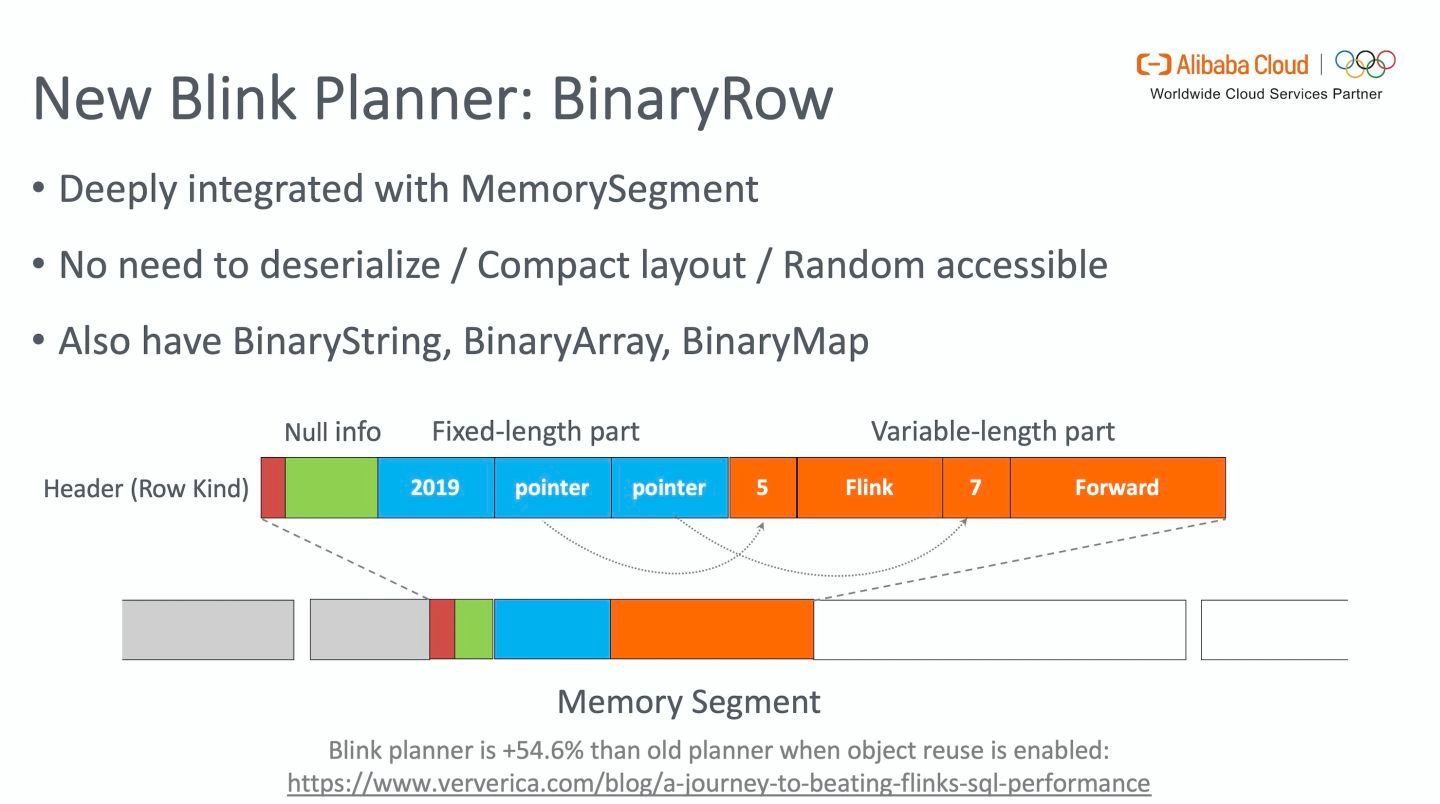 Alibaba Cloud
Worldwide Cloud Services Partner
New Blink Planner: BinaryRow
• Deeply integrated with MemorySegment
• No need to deserialize / Compact layout / Random accessible
• Also have BinaryString, BinaryArray, BinaryMap
Null info Fixed-length part Variable-length part
Header (Row Kind) 2019 pointer pointer 5 Flink 7 Forward
Memory Segment
Blink planner is +54.6% than old planner when object reuse is enabled:
https://www.ververica.com/blog/a-journey-to-beating-flinks-sql-performance